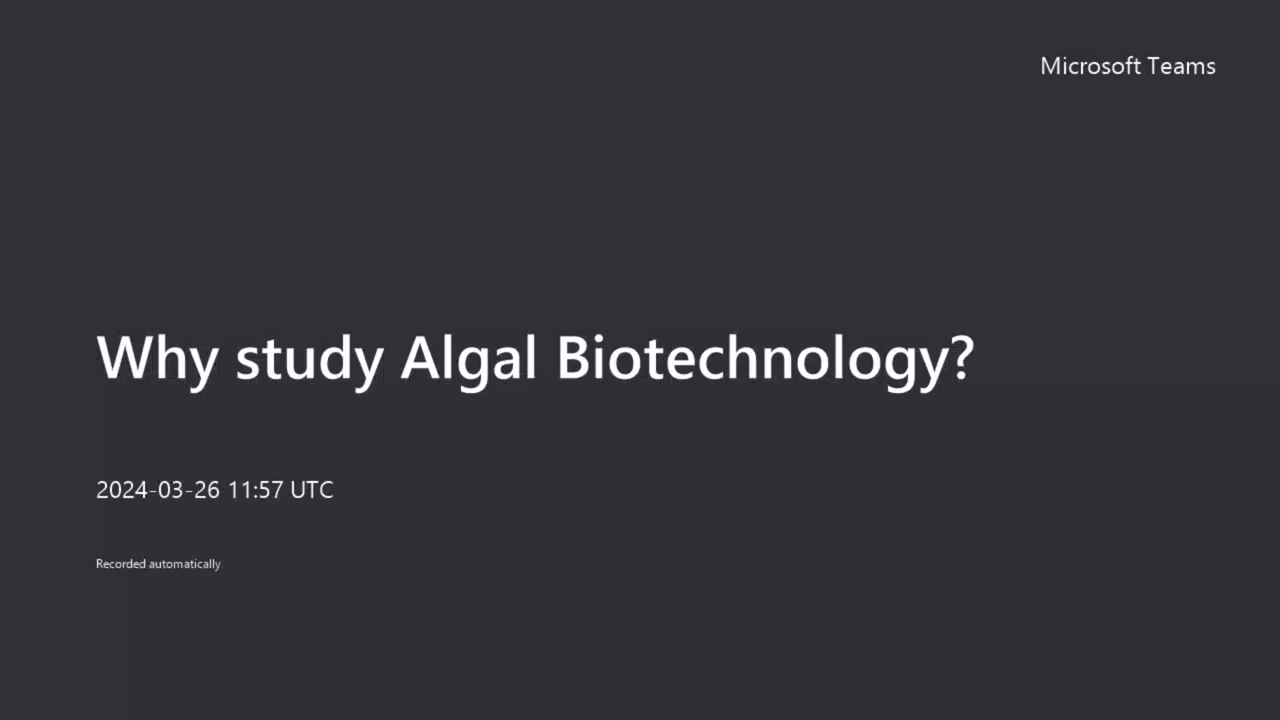 Microsoft Teams
Why study Algal Biotechnology?
2024-03-26 11:57 UTC
Recorded automatically